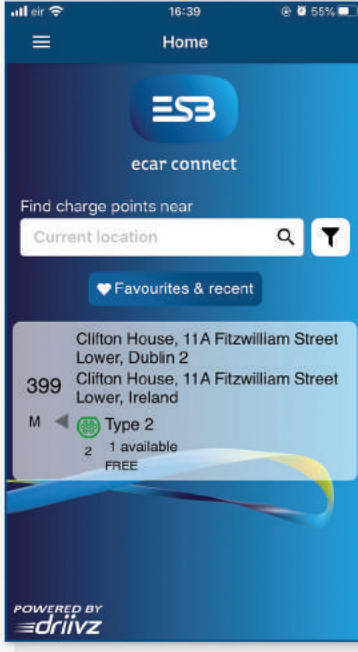 eir 16:39 55%
Home
ESB
ecar connect
Find charge points near
Current location
Favourites & recent
Clifton House, 11A Fitzwilliam Street
Lower, Dublin 2
399 Clifton House, 11A Fitzwilliam Street
Lower, Ireland
M Type 2
2 1 available
FREE
POWERED BY
driivz